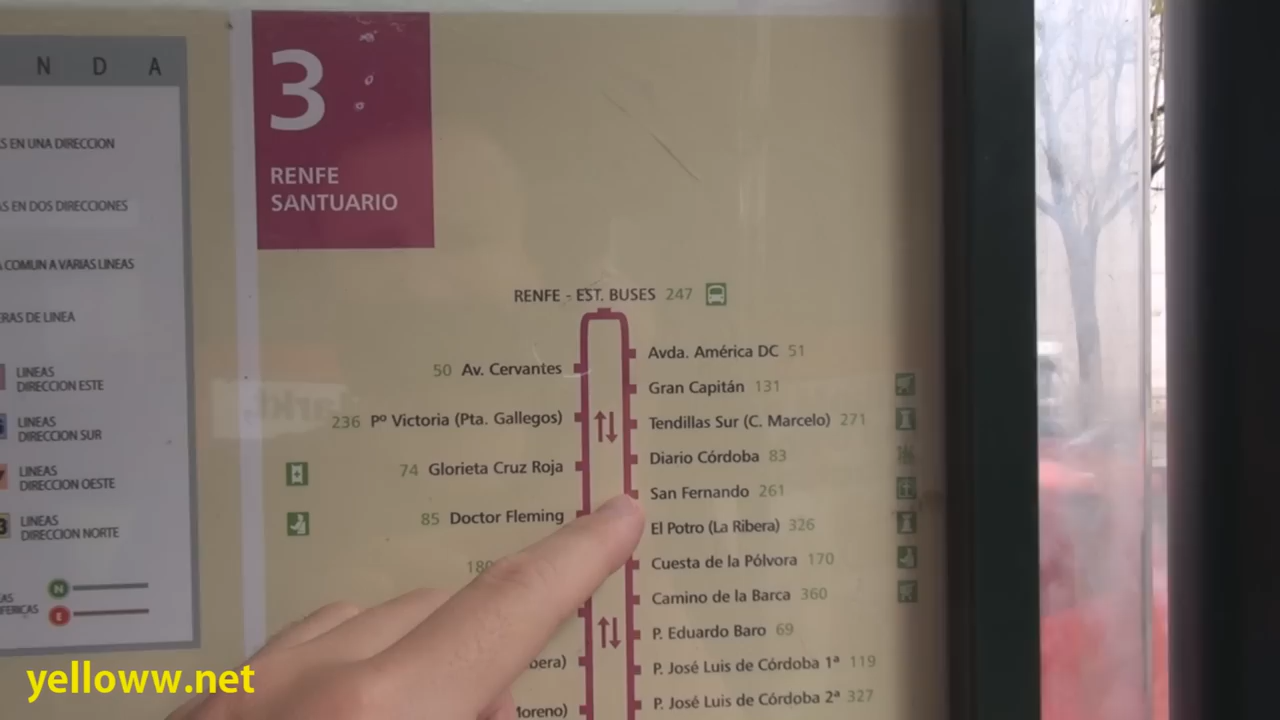 N D A
S EN UNA DIRECCION
S EN DOS DIRECCIONES
COMUN A VARIAS LINEAS
ERAS DE LINEA
LINEAS
DIRECCION ESTE
LINEAS
DIRECCION SUR
LINEAS
DIRECCION OESTE
3 LINEAS
DIRECCION NORTE
N
E
3
RENFE
SANTUARIO
RENFE - EST. BUSES 247
50 Av. Cervantes
236 Pº Victoria (Pta. Gallegos)
74 Glorieta Cruz Roja
85 Doctor Fleming
180
bera)
Moreno)
Avda. América DC 51
Gran Capitán 131
Tendillas Sur (C. Marcelo) 271
Diario Córdoba 83
San Fernando 261
El Potro (La Ribera) 326
Cuesta de la Pólvora 170
Camino de la Barca 360
P. Eduardo Baro 69
P. José Luis de Córdoba 1ª 119
P. José Luis de Córdoba 2ª 327
yelloww.net